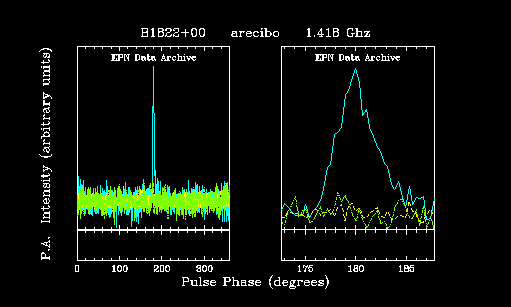 B1822+00 arecibo 1.418 Ghz
EPN Data Archive EPN Data Archive
P.A. Intensity (arbitrary units)
0 100 200 300 175 180 185
Pulse Phase (degrees)